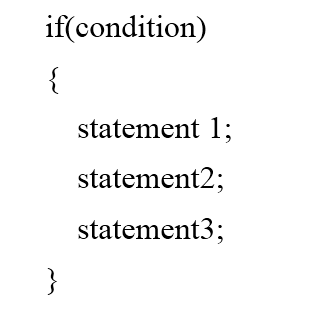 if(condition)
{
statement 1;
statement2;
statement3;
}